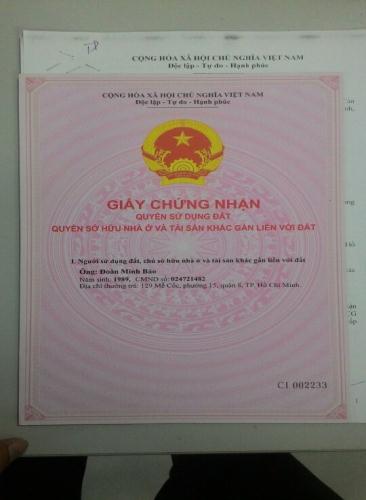 T.P
CỘNG HÒA XÃ HỘI CHỦ NGHĨA VIỆT NAM
Độc lập - Tự do - Hạnh phúc
CỘNG HÒA XÃ HỘI CHỦ NGHĨA VIỆT NAM
Độc lập - Tự do - Hạnh phúc
GIẤY CHỨNG NHẬN
QUYỀN SỬ DỤNG ĐẤT
QUYỀN SỞ HỮU NHÀ Ở VÀ TÀI SẢN KHÁC GẮN LIỀN VỚI ĐẤT
I. Người sử dụng đất, chủ sở hữu nhà ở và tài sản khác gắn liền với đất
Ông: Đoàn Minh Bảo
Năm sinh: 1989, CMND số: 024721482
Địa chỉ thường trú: 129 Mễ Cốc, phường 15, quận 8, TP. Hồ Chí Minh.
CI 002233